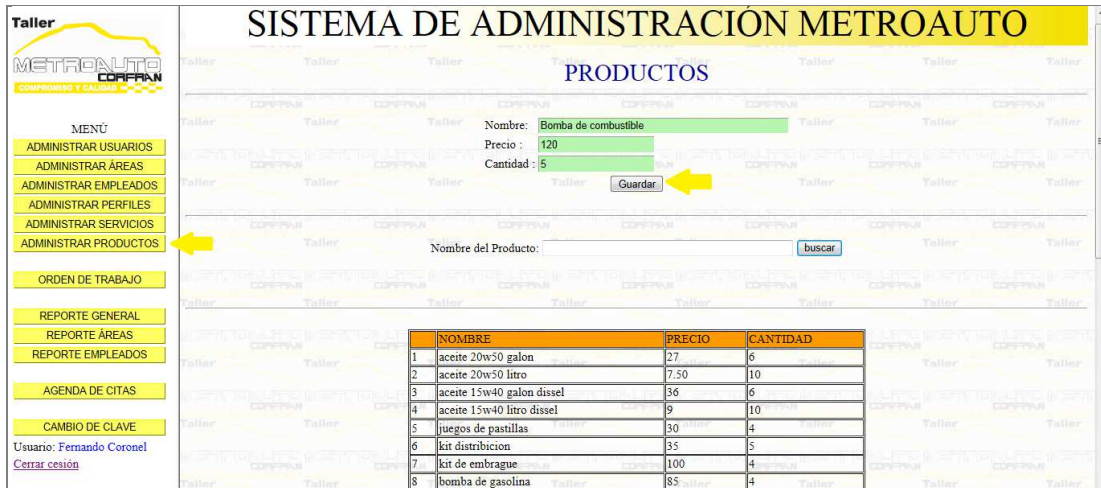 Taller
METROAUTO
CORFRAN
COMPROMISO Y CALIDAD
SISTEMA DE ADMINISTRACIÓN METROAUTO
PRODUCTOS
MENÚ
ADMINISTRAR USUARIOS
ADMINISTRAR ÁREAS
ADMINISTRAR EMPLEADOS
ADMINISTRAR PERFILES
ADMINISTRAR SERVICIOS
ADMINISTRAR PRODUCTOS
ORDEN DE TRABAJO
REPORTE GENERAL
REPORTE ÁREAS
REPORTE EMPLEADOS
AGENDA DE CITAS
CAMBIO DE CLAVE
Usuario: Fernando Coronel
Cerrar cesión
Nombre: Bomba de combustible
Precio : 120
Cantidad : 5
Guardar
Nombre del Producto: buscar
NOMBRE PRECIO CANTIDAD
1 aceite 20w50 galon 27 6
2 aceite 20w50 litro 7.50 10
3 aceite 15w40 galon dissel 36 6
4 aceite 15w40 litro dissel 9 10
5 juegos de pastillas 30 4
6 kit distribicion 35 5
7 kit de embrague 100 4
8 bomba de gasolina 85 4